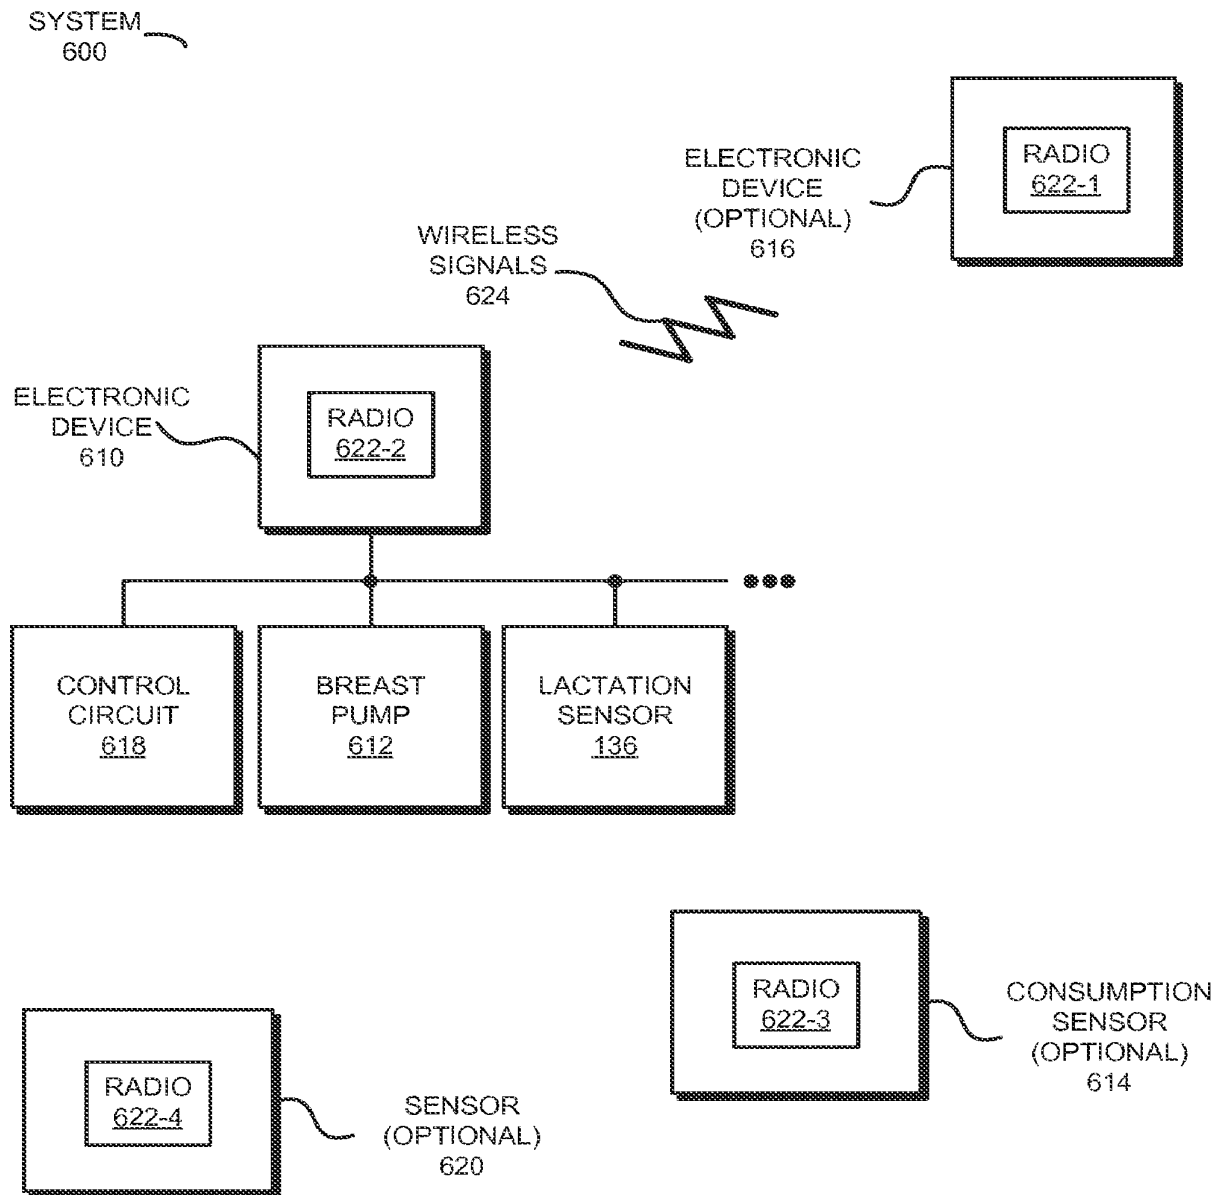 SYSTEM
600
RADIO
622-1
ELECTRONIC
DEVICE
(OPTIONAL)
616
WIRELESS
SIGNALS
624
ELECTRONIC
DEVICE
610
RADIO
622-2
CONTROL
CIRCUIT
618
BREAST
PUMP
612
LACTATION
SENSOR
136
RADIO
622-3
CONSUMPTION
SENSOR
(OPTIONAL)
614
RADIO
622-4
SENSOR
(OPTIONAL)
620